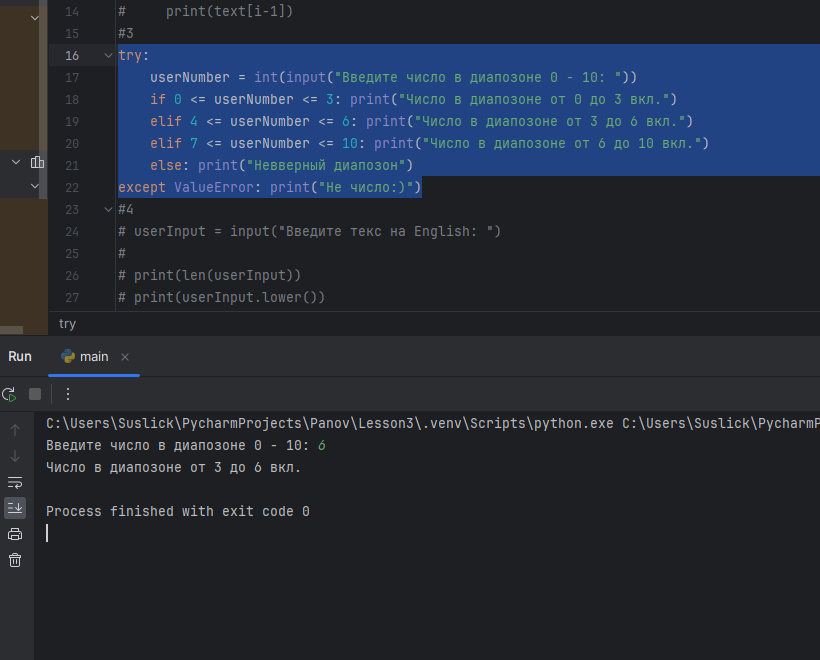 14 #     print(text[i-1])
15 #3
16 try:
17     userNumber = int(input("Введите число в диапозоне 0 - 10: "))
18     if 0 <= userNumber <= 3: print("Число в диапозоне от 0 до 3 вкл.")
19     elif 4 <= userNumber <= 6: print("Число в диапозоне от 3 до 6 вкл.")
20     elif 7 <= userNumber <= 10: print("Число в диапозоне от 6 до 10 вкл.")
21     else: print("Невверный диапозон")
22 except ValueError: print("Не число:)")
23 #4
24 # userInput = input("Введите текс на English: ")
25 #
26 # print(len(userInput))
27 # print(userInput.lower())
try
Run main
C:\Users\Suslick\PycharmProjects\Panov\Lesson3\.venv\Scripts\python.exe C:\Users\Suslick\PycharmP
Введите число в диапозоне 0 - 10: 6
Число в диапозоне от 3 до 6 вкл.
Process finished with exit code 0